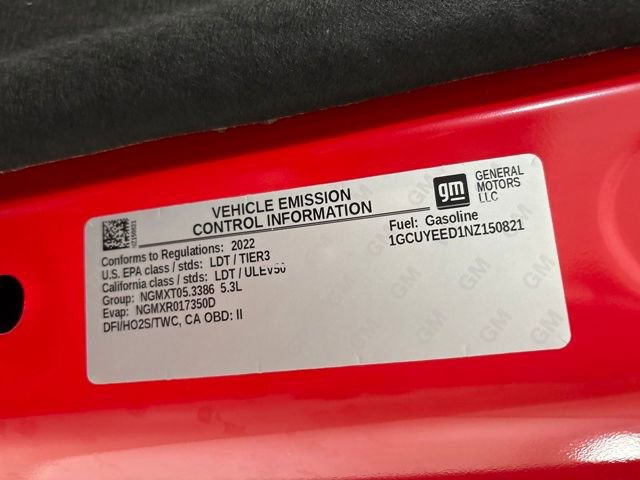 VEHICLE EMISSION
CONTROL INFORMATION
gm
GENERAL
MOTORS
LLC
Conforms to Regulations: 2022
U.S. EPA class / stds: LDT / TIER3
California class / stds: LDT / ULEV50
Group: NGMXT05.3386 5.3L
Evap: NGMXR017350D
DFI/HO2S/TWC, CA OBD: II
Fuel: Gasoline
1GCUYEED1NZ150821
NZ150821